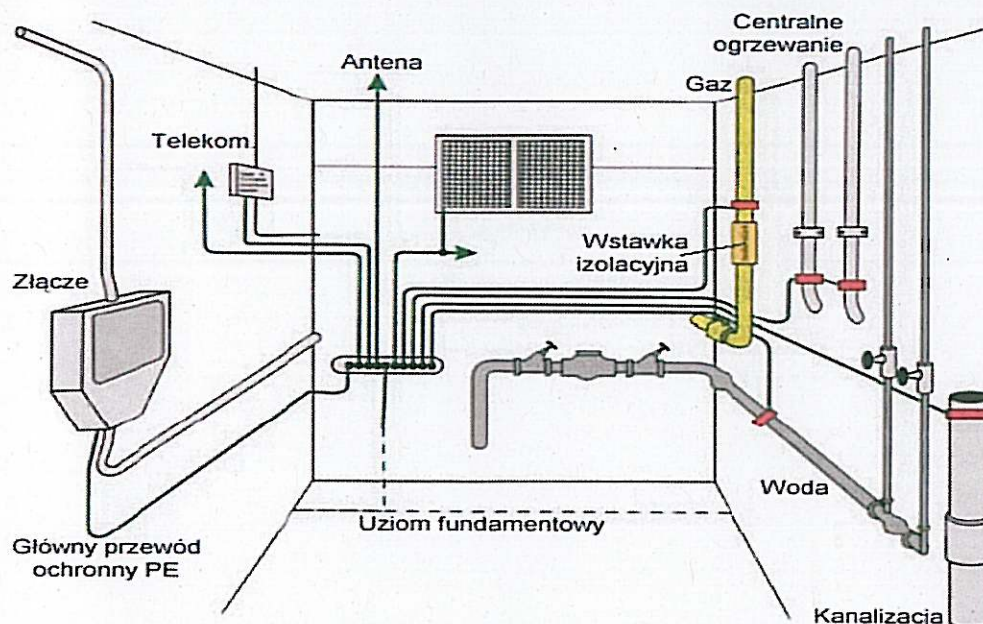 Centralne
ogrzewanie
Antena
Gaz
Telekom.
Wstawka
izolacyjna
Złącze
Woda
Uziom fundamentowy
Główny przewód
ochronny PE
Kanalizacja